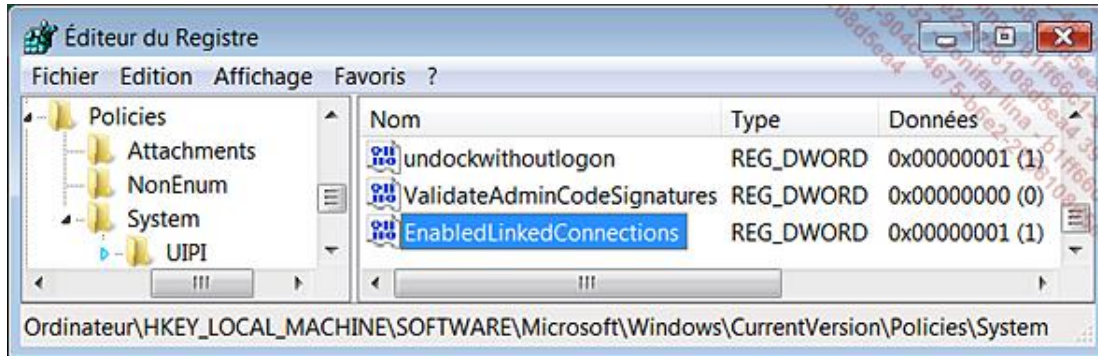 Éditeur du Registre
Fichier Edition Affichage Favoris ?
Policies
Attachments
NonEnum
System
UIPI
Nom Type Données
undockwithoutlogon REG_DWORD 0x00000001 (1)
ValidateAdminCodeSignatures REG_DWORD 0x00000000 (0)
EnabledLinkedConnections REG_DWORD 0x00000001 (1)
Ordinateur\HKEY_LOCAL_MACHINE\SOFTWARE\Microsoft\Windows\CurrentVersion\Policies\System